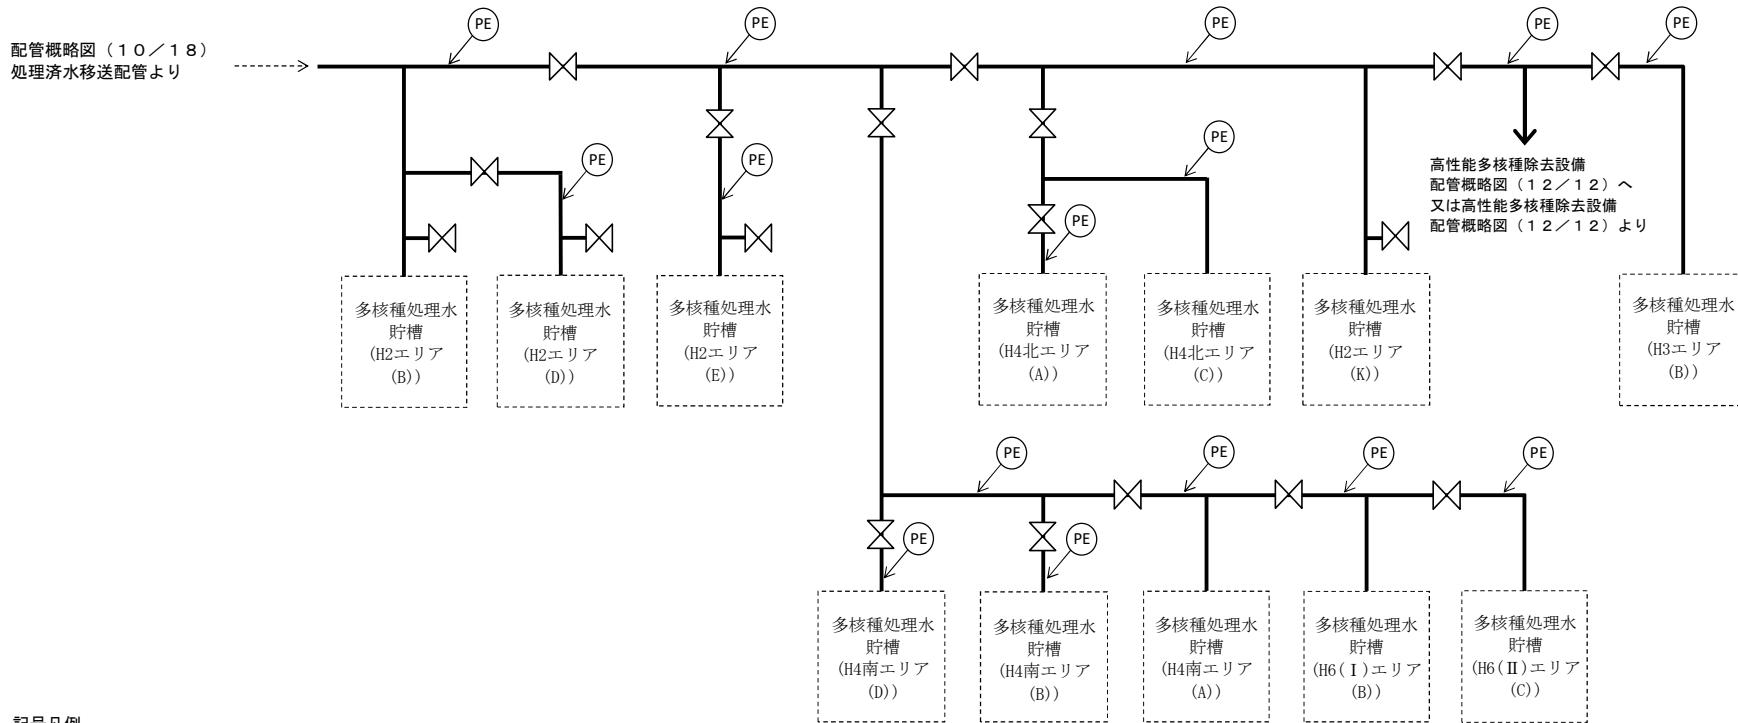 配管概略図（１０／１８）
処理済水移送配管より
PE
PE
PE
PE
PE
PE
PE
PE
PE
高性能多核種除去設備
配管概略図（１２／１２）へ
又は高性能多核種除去設備
配管概略図（１２／１２）より
多核種処理水
貯槽
(H2エリア
(B))
多核種処理水
貯槽
(H2エリア
(D))
多核種処理水
貯槽
(H2エリア
(E))
多核種処理水
貯槽
(H4北エリア
(A))
多核種処理水
貯槽
(H4北エリア
(C))
多核種処理水
貯槽
(H2エリア
(K))
多核種処理水
貯槽
(H3エリア
(B))
PE
PE
PE
PE
PE
PE
多核種処理水
貯槽
(H4南エリア
(D))
多核種処理水
貯槽
(H4南エリア
(B))
多核種処理水
貯槽
(H4南エリア
(A))
多核種処理水
貯槽
(H6(Ⅰ)エリア
(B))
多核種処理水
貯槽
(H6(Ⅱ)エリア
(C))
記号凡例